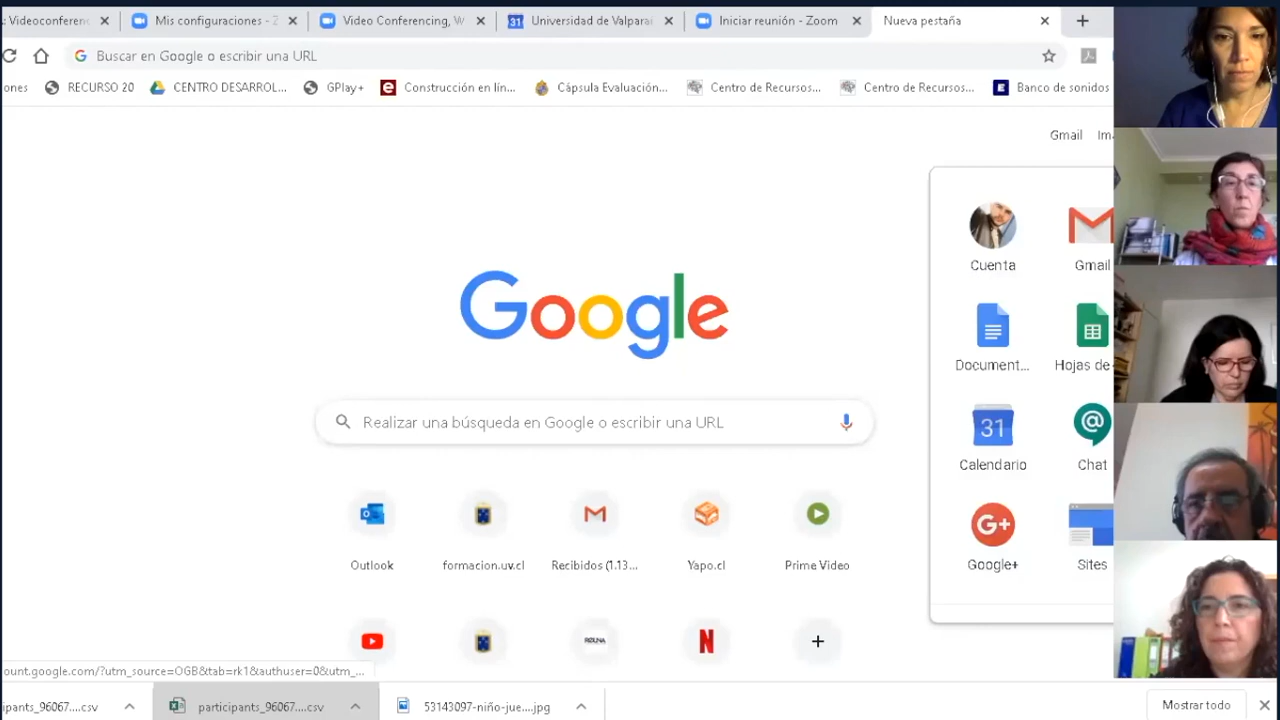 : Videoconferenc
Mis configuraciones - Z
Video Conferencing, W
Universidad de Valparaí
Iniciar reunión - Zoom
Nueva pestaña
Buscar en Google o escribir una URL
ones
RECURSO 20
CENTRO DESARROL...
GPlay+
Construcción en lín...
Cápsula Evaluación...
Centro de Recursos...
Centro de Recursos...
Banco de sonidos
Gmail
Im
Cuenta
Gmail
Google
Document...
Hojas de
31
Calendario
Chat
Realizar una búsqueda en Google o escribir una URL
G+
Google+
Sites
Outlook
formacion.uv.cl
Recibidos (1.13...
Yapo.cl
Prime Video
REUNA
N
ount.google.com/?utm_source=OGB&tab=rk1&authuser=0&utm_...
ipants_96067....csv
participants_96067....csv
53143097-niño-jue....jpg
Mostrar todo